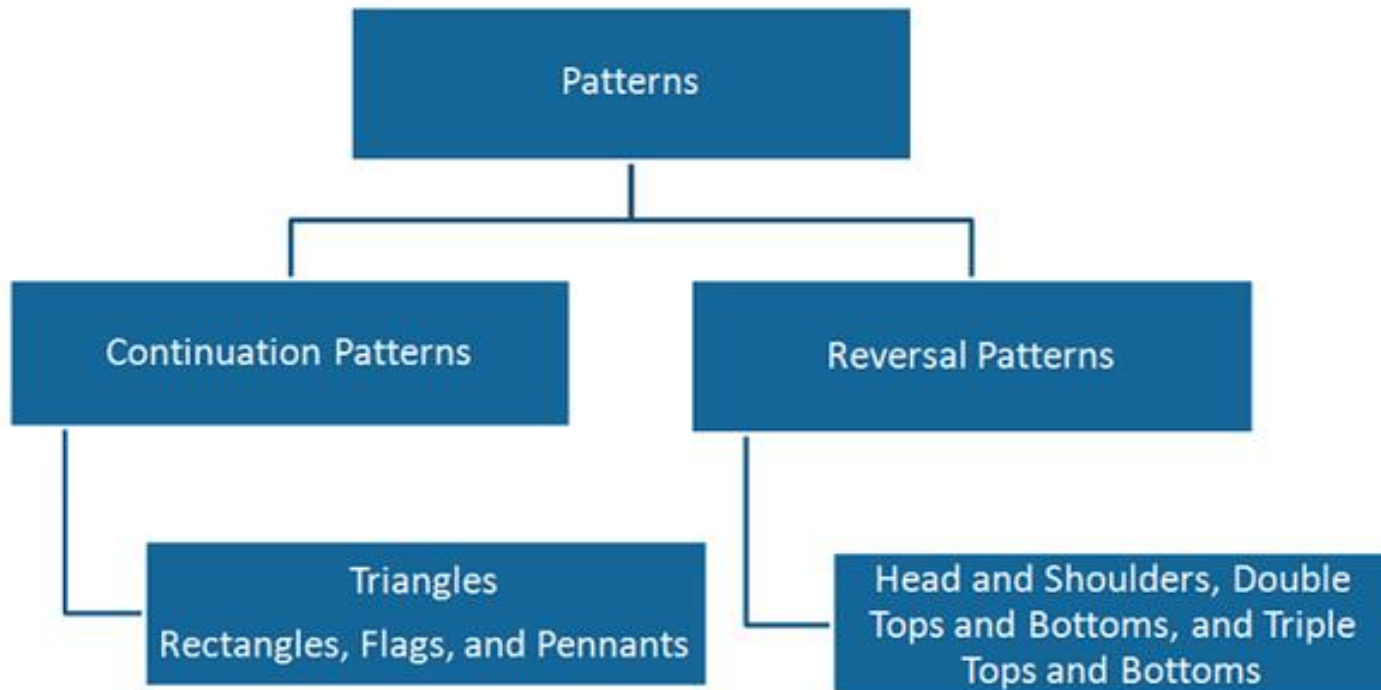 Patterns
Continuation Patterns
Reversal Patterns
Triangles
Rectangles, Flags, and Pennants
Head and Shoulders, Double
Tops and Bottoms, and Triple
Tops and Bottoms